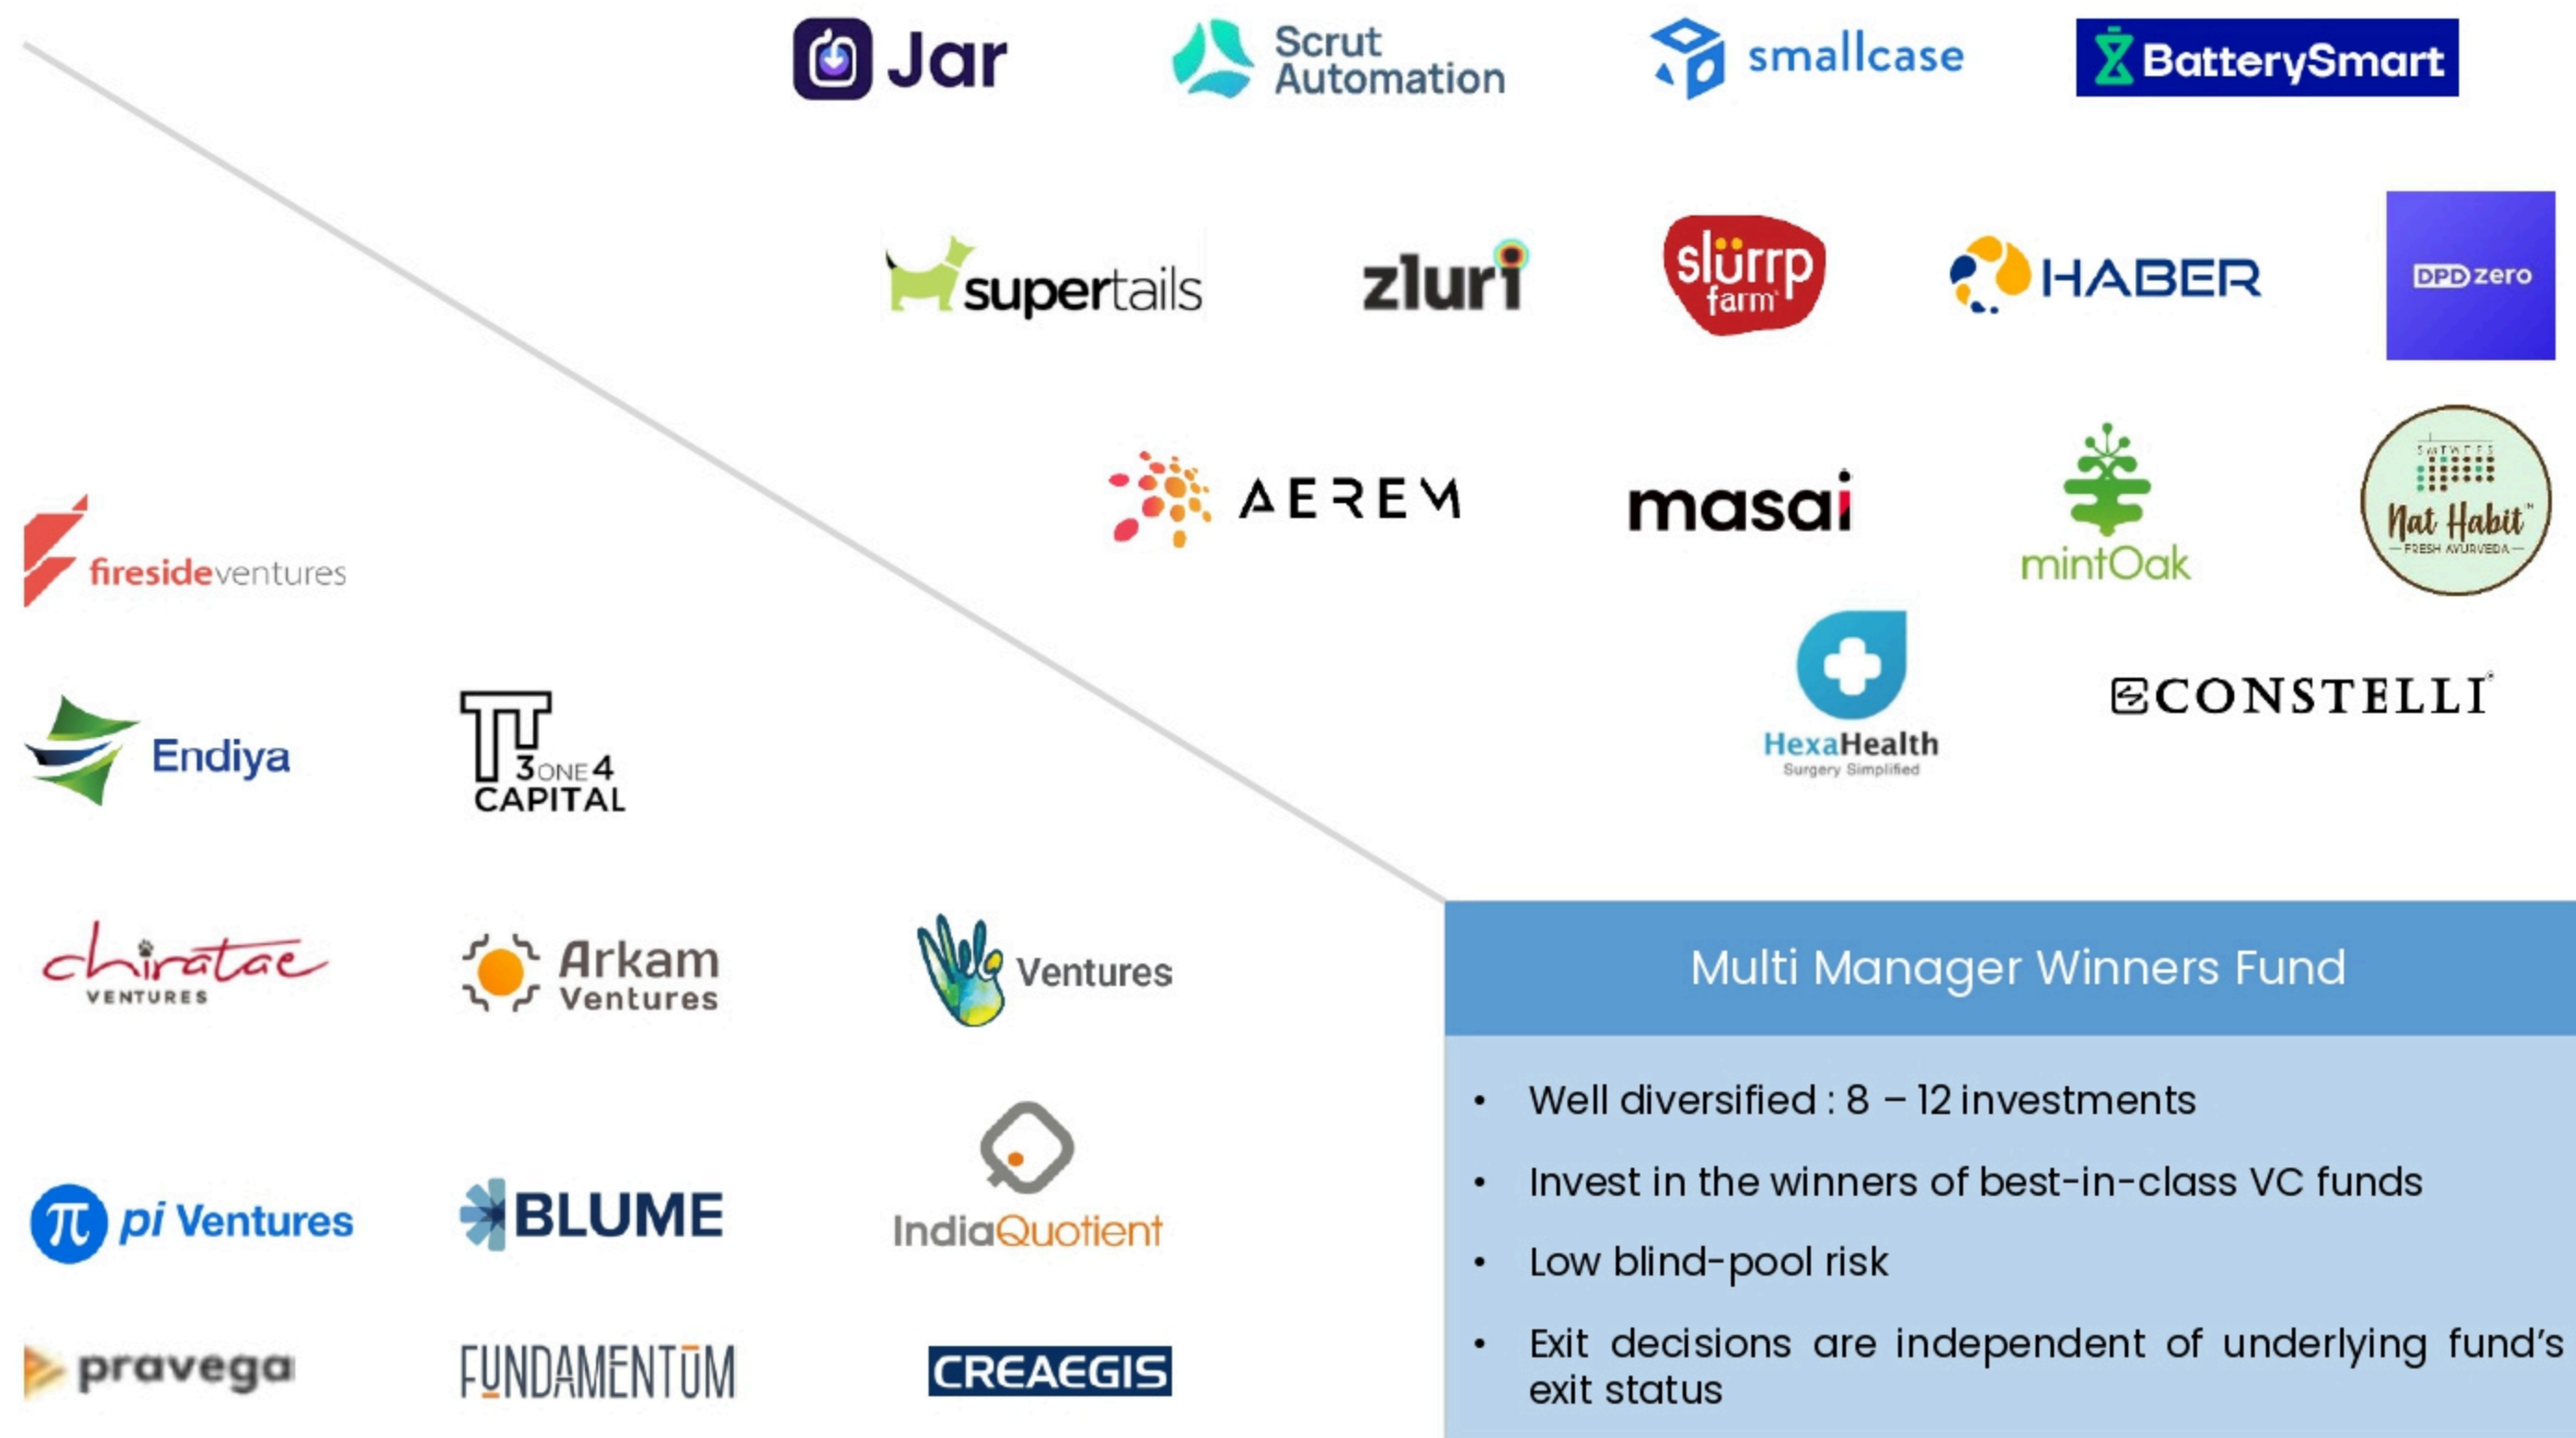 Jar
Scrut
Automation
smallcase
BatterySmart
supertails
zluri
slürrp
farm
HABER
DPDzero
AEREM
masai
mintOak
S M T W T F S
Nat Habit™
FRESH AYURVEDA
firesideventures
HexaHealth
Surgery Simplified
CONSTELLI
Endiya
3ONE4
CAPITAL
chiratae
VENTURES
Arkam
Ventures
Ventures
pi Ventures
BLUME
IndiaQuotient
pravega
FUNDAMENTUM
CREAEGIS
Multi Manager Winners Fund
• Well diversified : 8 – 12 investments
• Invest in the winners of best-in-class VC funds
• Low blind-pool risk
• Exit decisions are independent of underlying fund’s
exit status